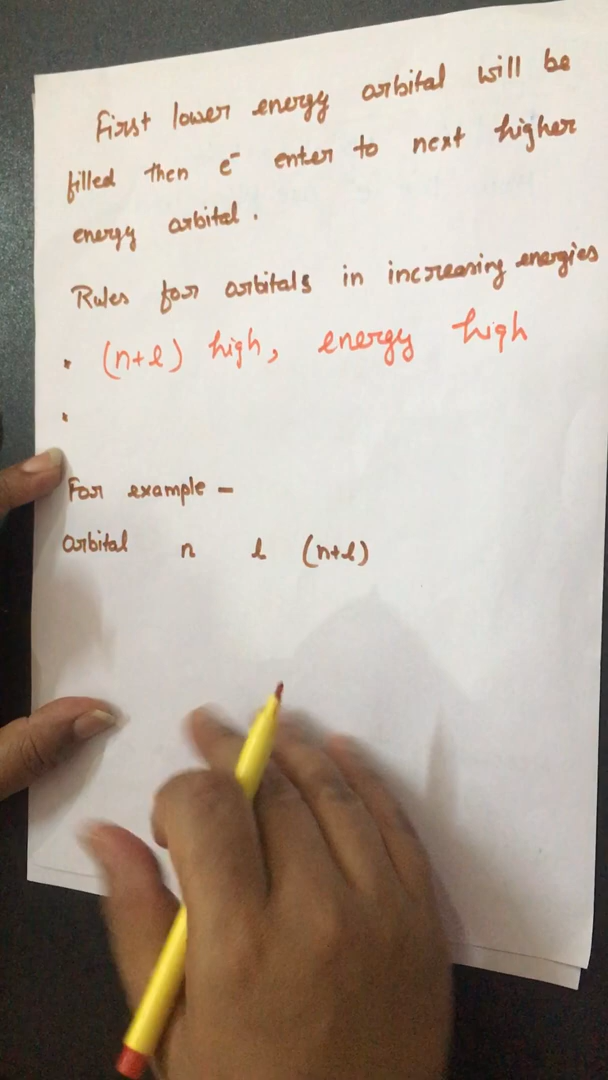 First lower energy orbital will be
filled then e⁻ enter to next higher
energy orbital.
Rules for orbitals in increasing energies
• (n+l) high, energy high
•
For example –
Orbital n l (n+l)